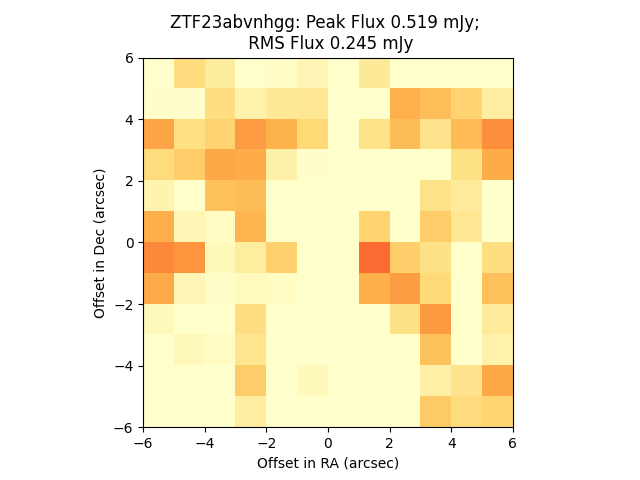 ZTF23abvnhgg: Peak Flux 0.519 mJy;
RMS Flux 0.245 mJy
6
4
2
0
−2
−4
−6
Offset in Dec (arcsec)
−6 −4 −2 0 2 4 6
Offset in RA (arcsec)